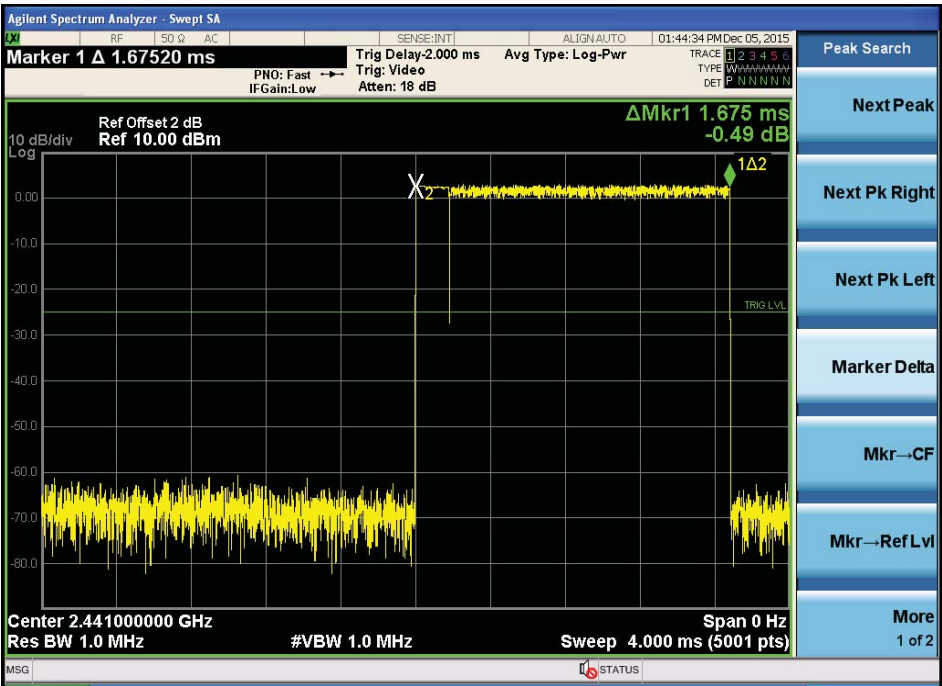 Agilent Spectrum Analyzer - Swept SA
LXI RF 50 Ω AC SENSE:INT ALIGN AUTO 01:44:34 PM Dec 05, 2015
Marker 1 Δ 1.67520 ms
PNO: Fast
IFGain:Low
Trig Delay-2.000 ms
Trig: Video
Atten: 18 dB
Avg Type: Log-Pwr
TRACE 1 2 3 4 5 6
TYPE WWWWWW
DET P N N N N N
Peak Search
Next Peak
Next Pk Right
Next Pk Left
Marker Delta
Mkr→CF
Mkr→Ref Lvl
More
1 of 2
ΔMkr1 1.675 ms
-0.49 dB
10 dB/div
Log
Ref Offset 2 dB
Ref 10.00 dBm
1Δ2
X2
0.00
-10.0
-20.0
TRIG LVL
-30.0
-40.0
-50.0
-60.0
-70.0
-80.0
Center 2.441000000 GHz
Span 0 Hz
Res BW 1.0 MHz
#VBW 1.0 MHz
Sweep 4.000 ms (5001 pts)
MSG
STATUS